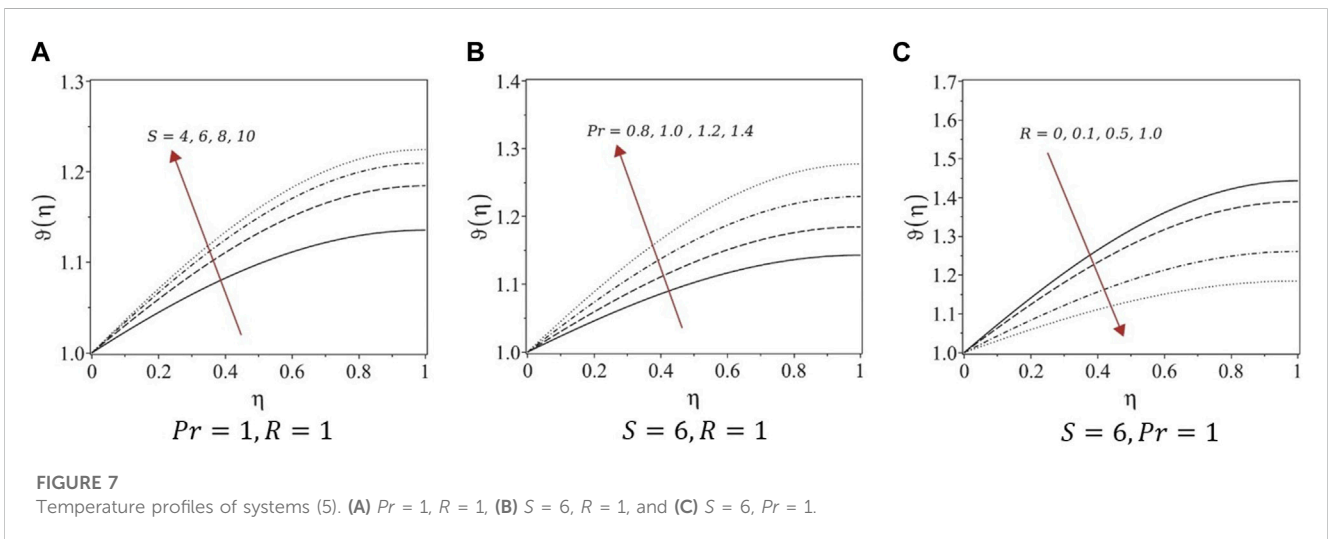 A
1.3
1.2
1.1
1.0
ϑ(η)
S = 4, 6, 8, 10
0 0.2 0.4 0.6 0.8 1
η
Pr = 1, R = 1
B
1.4
1.3
1.2
1.1
1.0
ϑ(η)
Pr = 0.8, 1.0 , 1.2, 1.4
0 0.2 0.4 0.6 0.8 1
η
S = 6, R = 1
C
1.7
1.6
1.5
1.4
1.3
1.2
1.1
1.0
ϑ(η)
R = 0, 0.1, 0.5, 1.0
0 0.2 0.4 0.6 0.8 1
η
S = 6, Pr = 1
FIGURE 7
Temperature profiles of systems (5). (A) Pr = 1, R = 1, (B) S = 6, R = 1, and (C) S = 6, Pr = 1.